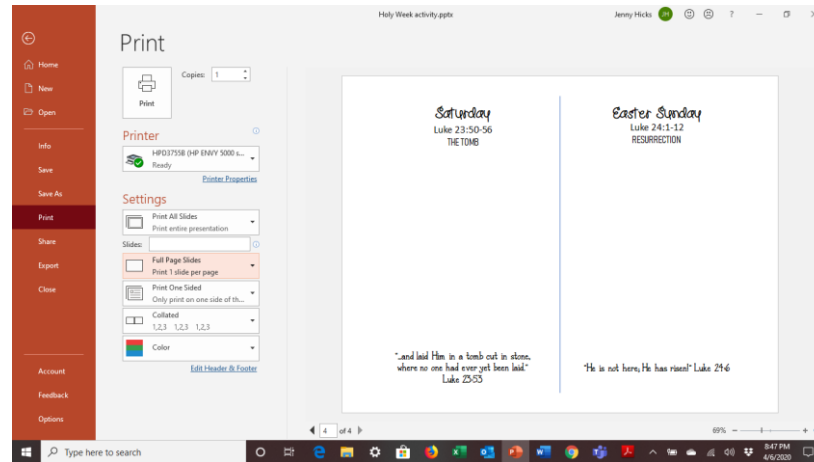 Holy Week activity.pptx
Jenny Hicks
JH
?
Home
New
Open
Info
Save
Save As
Print
Share
Export
Close
Account
Feedback
Options
Print
Print
Copies: 1
Printer
HPD3755B (HP ENVY 5000 s...
Ready
Printer Properties
Settings
Print All Slides
Print entire presentation
Slides:
Full Page Slides
Print 1 slide per page
Print One Sided
Only print on one side of th...
Collated
1,2,3 1,2,3 1,2,3
Color
Edit Header & Footer
Saturday
Luke 23:50-56
THE TOMB
"...and laid Him in a tomb cut in stone,
where no one had ever yet been laid."
Luke 23:53
Easter Sunday
Luke 24:1-12
RESURRECTION
"He is not here; He has risen!" Luke 24:6
4 of 4
69%
Type here to search
8:47 PM
4/6/2020